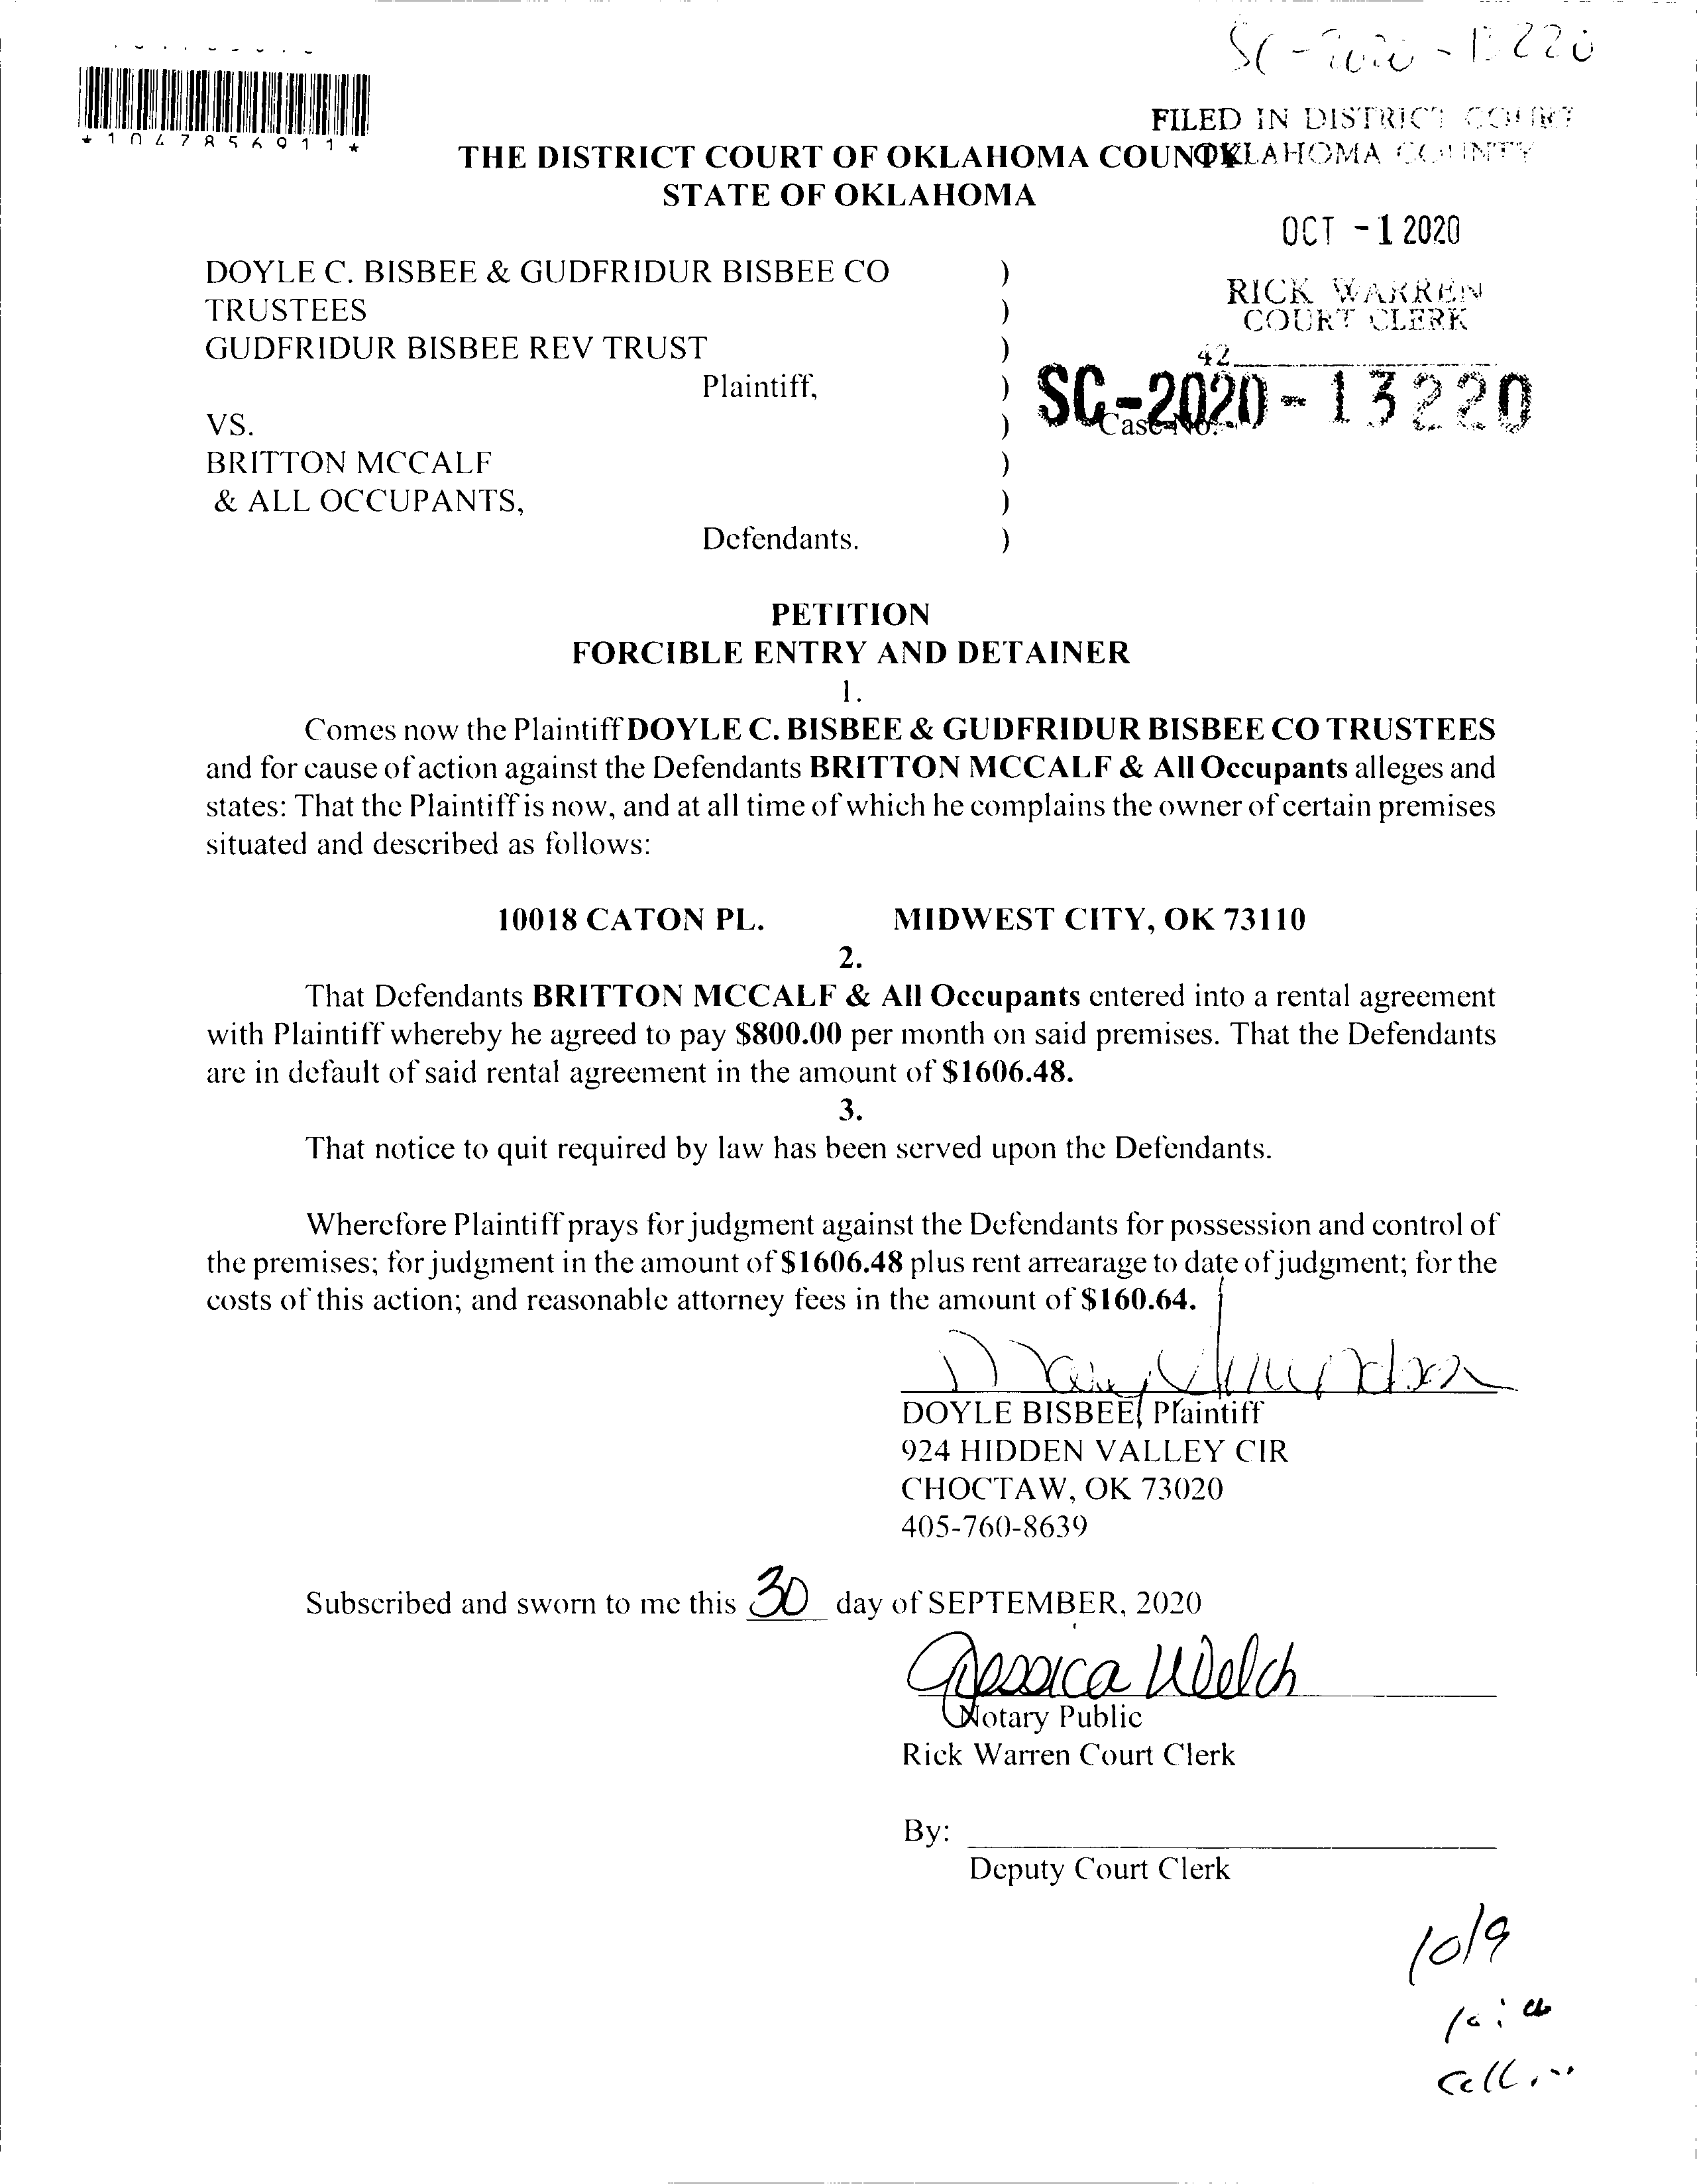 SC-2020-13220
*1047856911*
FILED IN DISTRICT COURT
OKLAHOMA COUNTY
THE DISTRICT COURT OF OKLAHOMA COUNTY
STATE OF OKLAHOMA
OCT -1 2020
RICK WARREN
COURT CLERK
42
SC-2020-13220
DOYLE C. BISBEE & GUDFRIDUR BISBEE CO )
TRUSTEES )
GUDFRIDUR BISBEE REV TRUST )
Plaintiff, )
VS. ) Case No.
BRITTON MCCALF )
& ALL OCCUPANTS, )
Defendants. )
PETITION
FORCIBLE ENTRY AND DETAINER
1.
Comes now the Plaintiff DOYLE C. BISBEE & GUDFRIDUR BISBEE CO TRUSTEES
and for cause of action against the Defendants BRITTON MCCALF & All Occupants alleges and
states: That the Plaintiff is now, and at all time of which he complains the owner of certain premises
situated and described as follows:
10018 CATON PL. MIDWEST CITY, OK 73110
2.
That Defendants BRITTON MCCALF & All Occupants entered into a rental agreement
with Plaintiff whereby he agreed to pay $800.00 per month on said premises. That the Defendants
are in default of said rental agreement in the amount of $1606.48.
3.
That notice to quit required by law has been served upon the Defendants.
Wherefore Plaintiff prays for judgment against the Defendants for possession and control of
the premises; for judgment in the amount of $1606.48 plus rent arrearage to date of judgment; for the
costs of this action; and reasonable attorney fees in the amount of $160.64.
DOYLE BISBEE, Plaintiff
924 HIDDEN VALLEY CIR
CHOCTAW, OK 73020
405-760-8639
Subscribed and sworn to me this 30 day of SEPTEMBER, 2020
Jessica Welch
Notary Public
Rick Warren Court Clerk
By:
Deputy Court Clerk
10/9